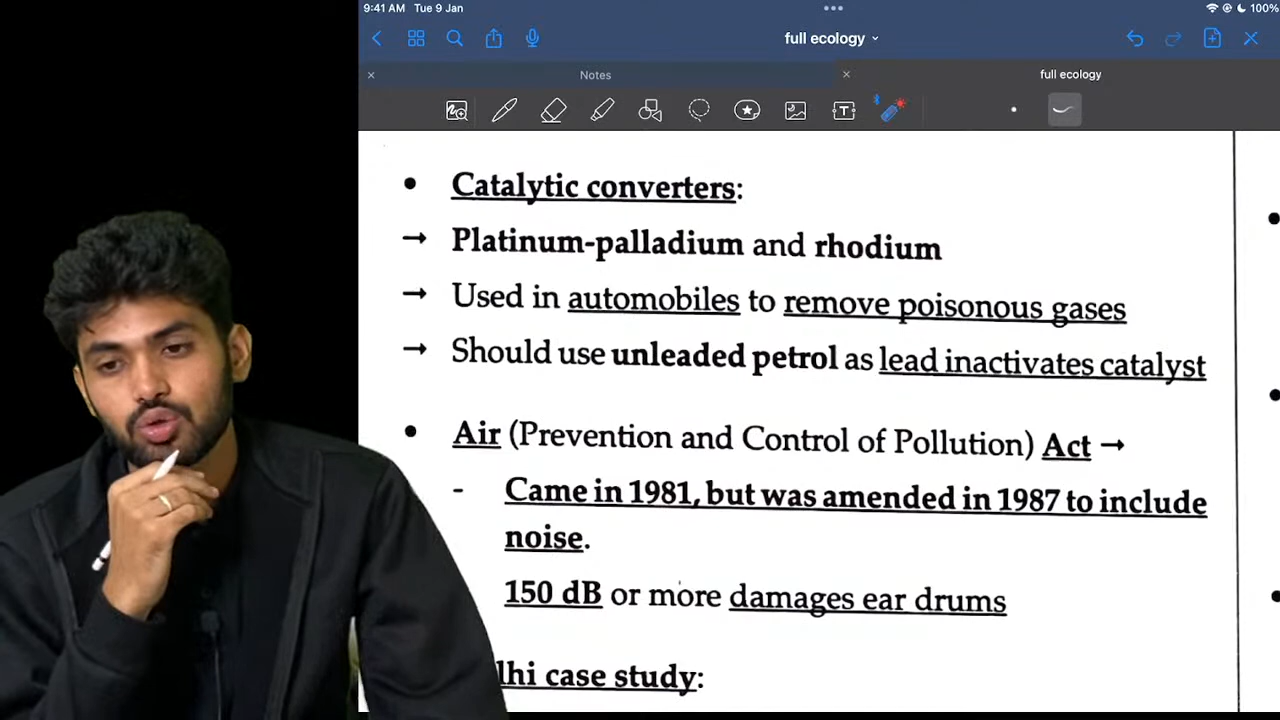 9:41 AM Tue 9 Jan
100%
full ecology
Notes
full ecology
T
• Catalytic converters:
→ Platinum-palladium and rhodium
→ Used in automobiles to remove poisonous gases
→ Should use unleaded petrol as lead inactivates catalyst
• Air (Prevention and Control of Pollution) Act →
- Came in 1981, but was amended in 1987 to include
noise.
150 dB or more damages ear drums
lhi case study: